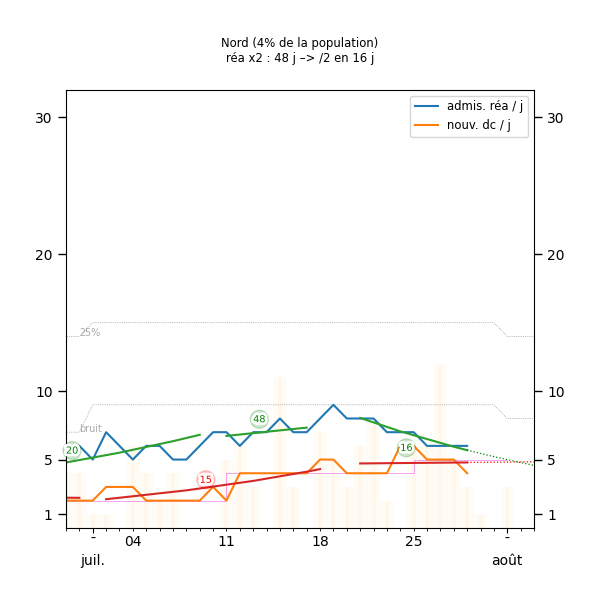 Nord (4% de la population)
réa x2 : 48 j –> /2 en 16 j
admis. réa / j
nouv. dc / j
30 30
20 20
25%
10 10
bruit
48
20 16
5 5
15
1 1
- 04 11 18 25 -
juil. août